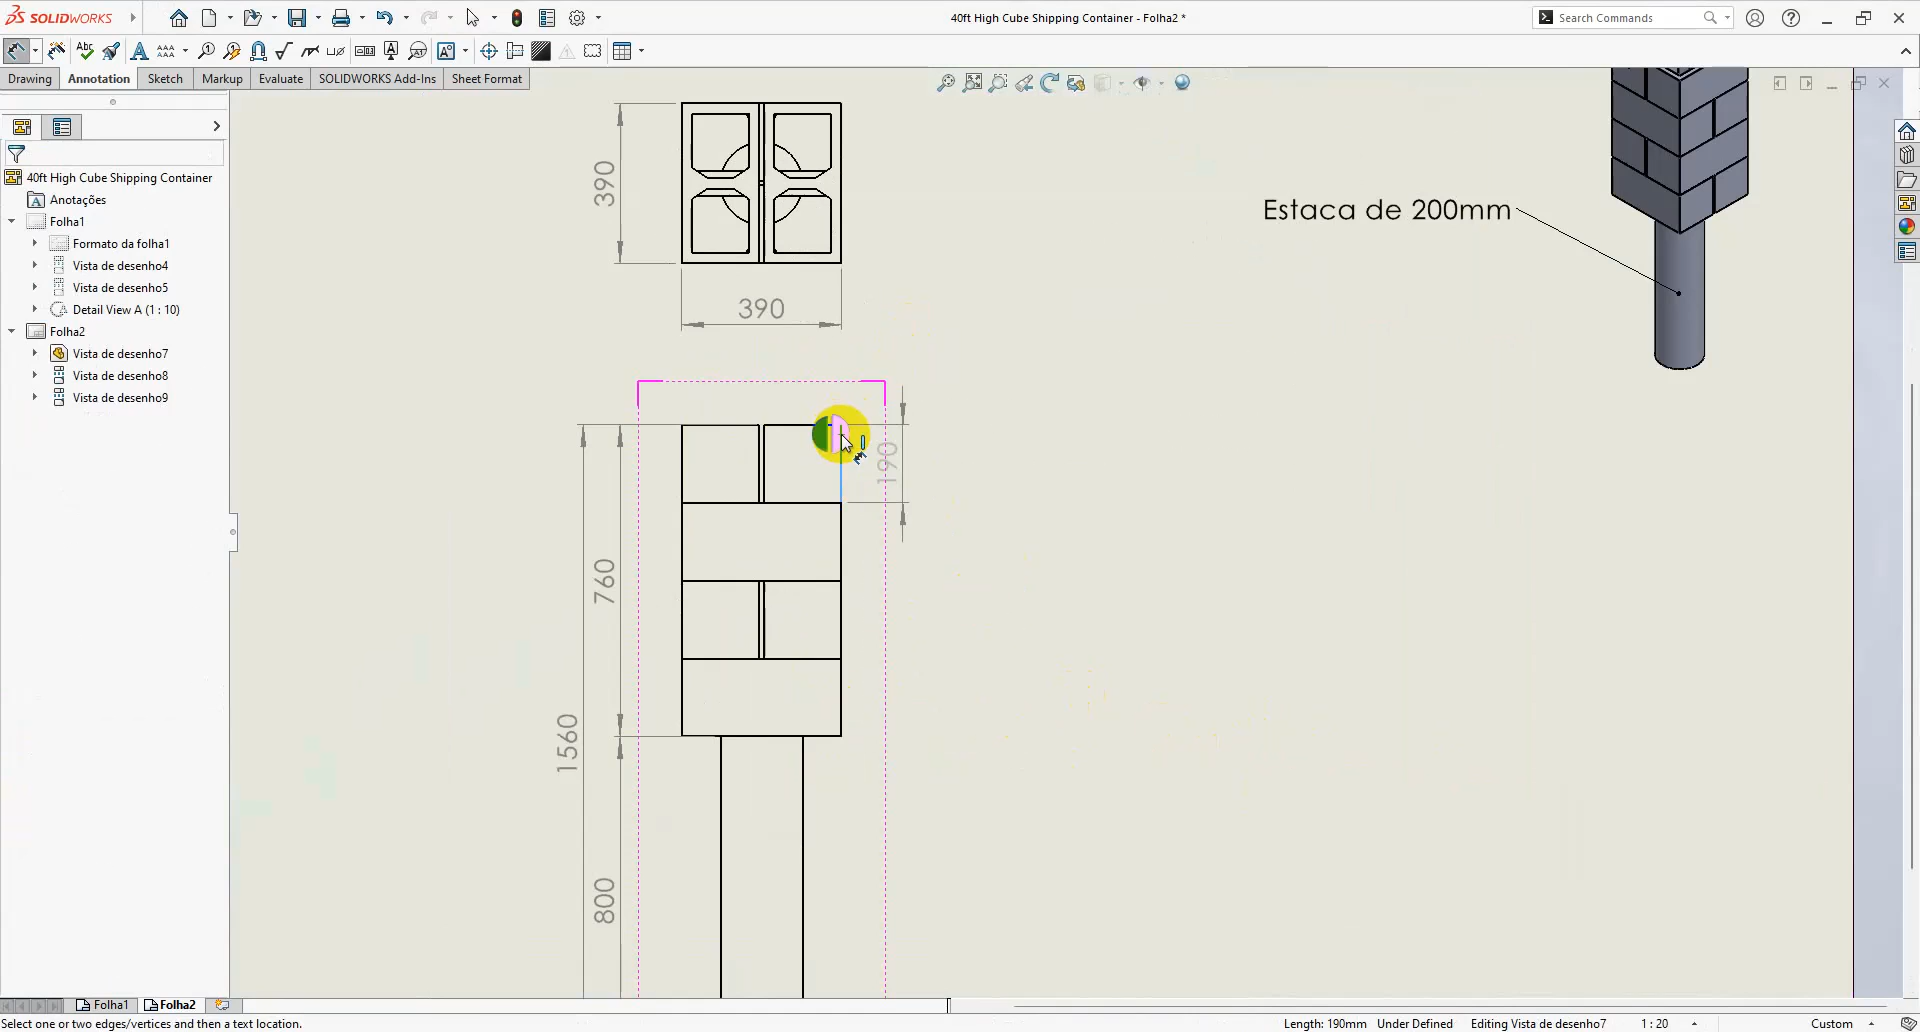 SOLIDWORKS
40ft High Cube Shipping Container - Folha2 *
Search Commands
Drawing
Annotation
Sketch
Markup
Evaluate
SOLIDWORKS Add-Ins
Sheet Format
40ft High Cube Shipping Container
Anotações
Folha1
Formato da folha1
Vista de desenho4
Vista de desenho5
Detail View A (1 : 10)
Folha2
Vista de desenho7
Vista de desenho8
Vista de desenho9
390
390
Estaca de 200mm
190
760
1560
800
Folha1
Folha2
Select one or two edges/vertices and then a text location.
Length: 190mm
Under Defined
Editing Vista de desenho7
1 : 20
Custom